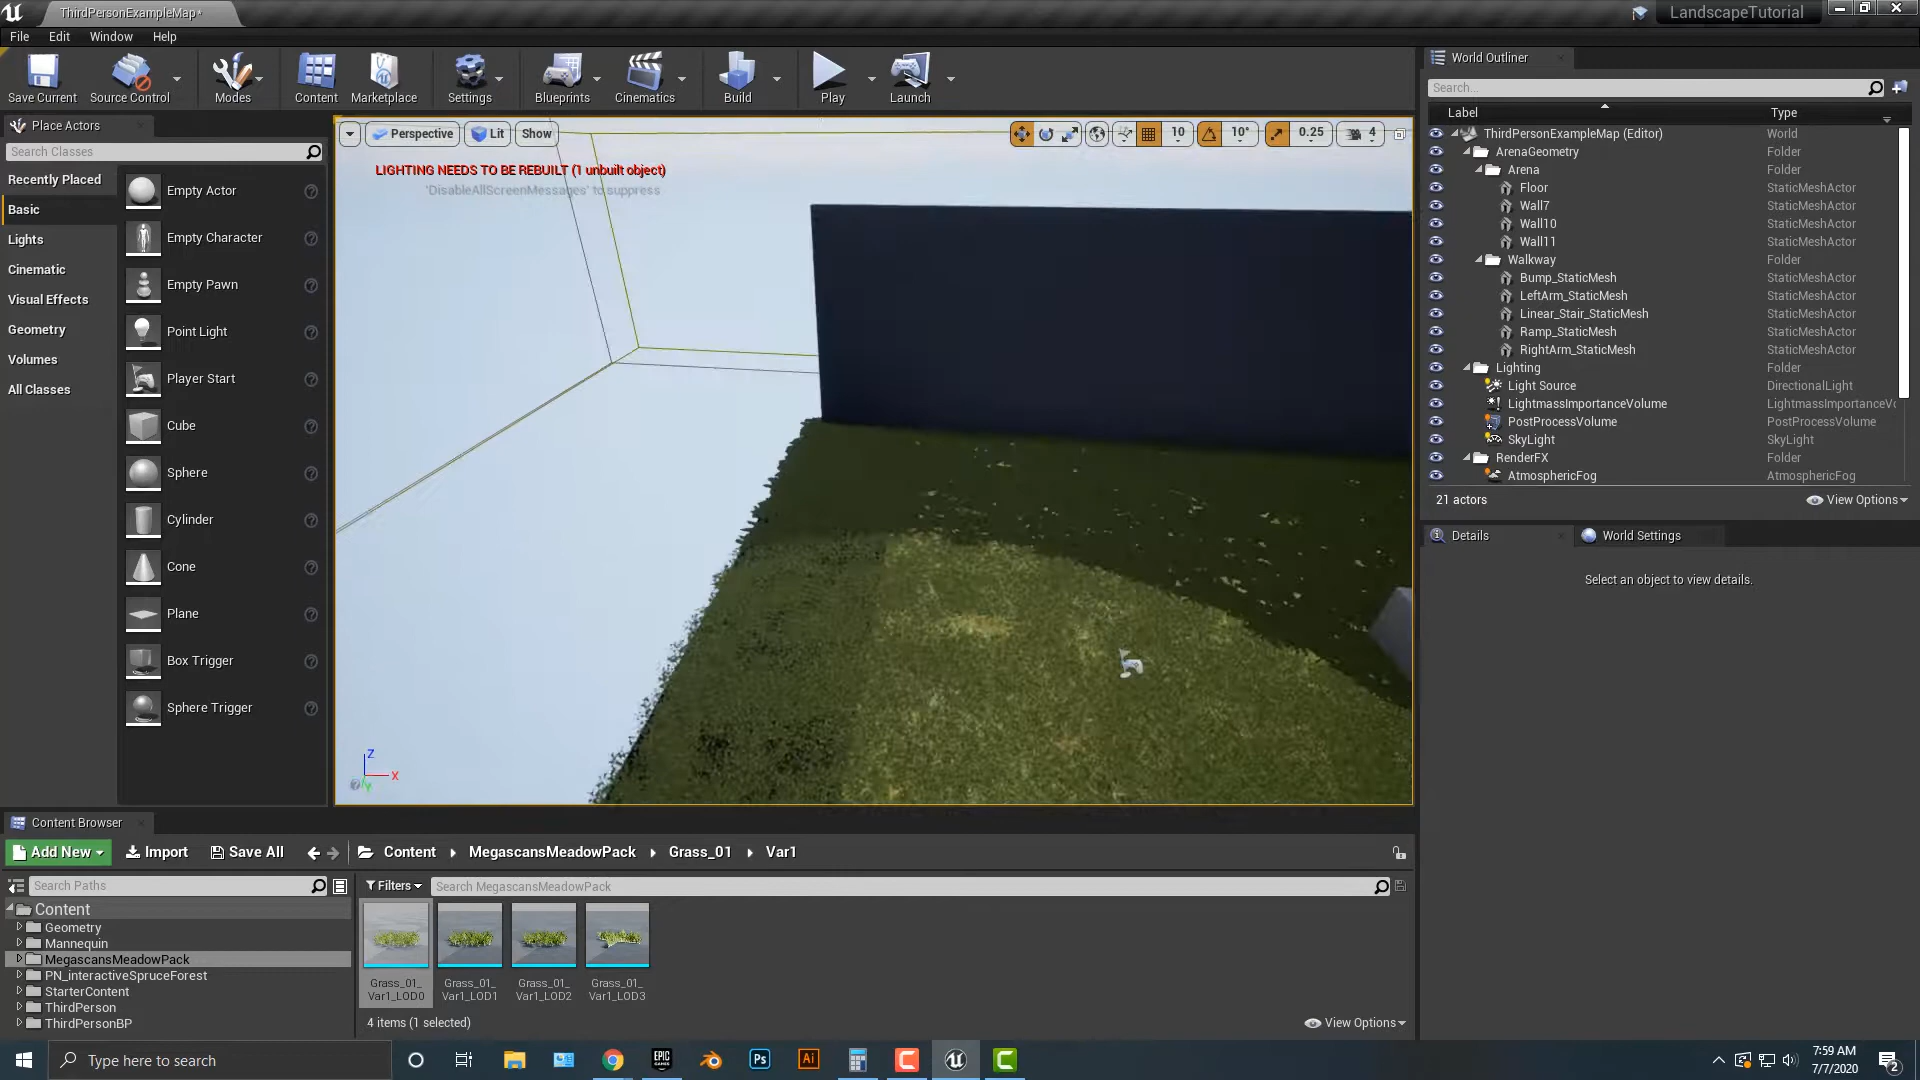 ThirdPersonExampleMap*
LandscapeTutorial
File Edit Window Help
Save Current
Source Control
Modes
Content
Marketplace
Settings
Blueprints
Cinematics
Build
Play
Launch
Place Actors
Search Classes
Recently Placed
Basic
Lights
Cinematic
Visual Effects
Geometry
Volumes
All Classes
Empty Actor
Empty Character
Empty Pawn
Point Light
Player Start
Cube
Sphere
Cylinder
Cone
Plane
Box Trigger
Sphere Trigger
Perspective Lit Show
10 10° 0.25 4
LIGHTING NEEDS TO BE REBUILT (1 unbuilt object)
'DisableAllScreenMessages' to suppress
Z
X
Y
World Outliner
Search...
Label Type
ThirdPersonExampleMap (Editor) World
ArenaGeometry Folder
Arena Folder
Floor StaticMeshActor
Wall7 StaticMeshActor
Wall10 StaticMeshActor
Wall11 StaticMeshActor
Walkway Folder
Bump_StaticMesh StaticMeshActor
LeftArm_StaticMesh StaticMeshActor
Linear_Stair_StaticMesh StaticMeshActor
Ramp_StaticMesh StaticMeshActor
RightArm_StaticMesh StaticMeshActor
Lighting Folder
Light Source DirectionalLight
LightmassImportanceVolume LightmassImportanceVo
PostProcessVolume PostProcessVolume
SkyLight SkyLight
RenderFX Folder
AtmosphericFog AtmosphericFog
21 actors View Options
Details World Settings
Select an object to view details.
Content Browser
Add New Import Save All Content MegascansMeadowPack Grass_01 Var1
Search Paths
Filters Search MegascansMeadowPack
Content
Geometry
Mannequin
MegascansMeadowPack
PN_interactiveSpruceForest
StarterContent
ThirdPerson
ThirdPersonBP
Grass_01_
Var1_LOD0
Grass_01_
Var1_LOD1
Grass_01_
Var1_LOD2
Grass_01_
Var1_LOD3
4 items (1 selected) View Options
Type here to search
EPIC
GAMES
Ps
Ai
7:59 AM
7/7/2020
2